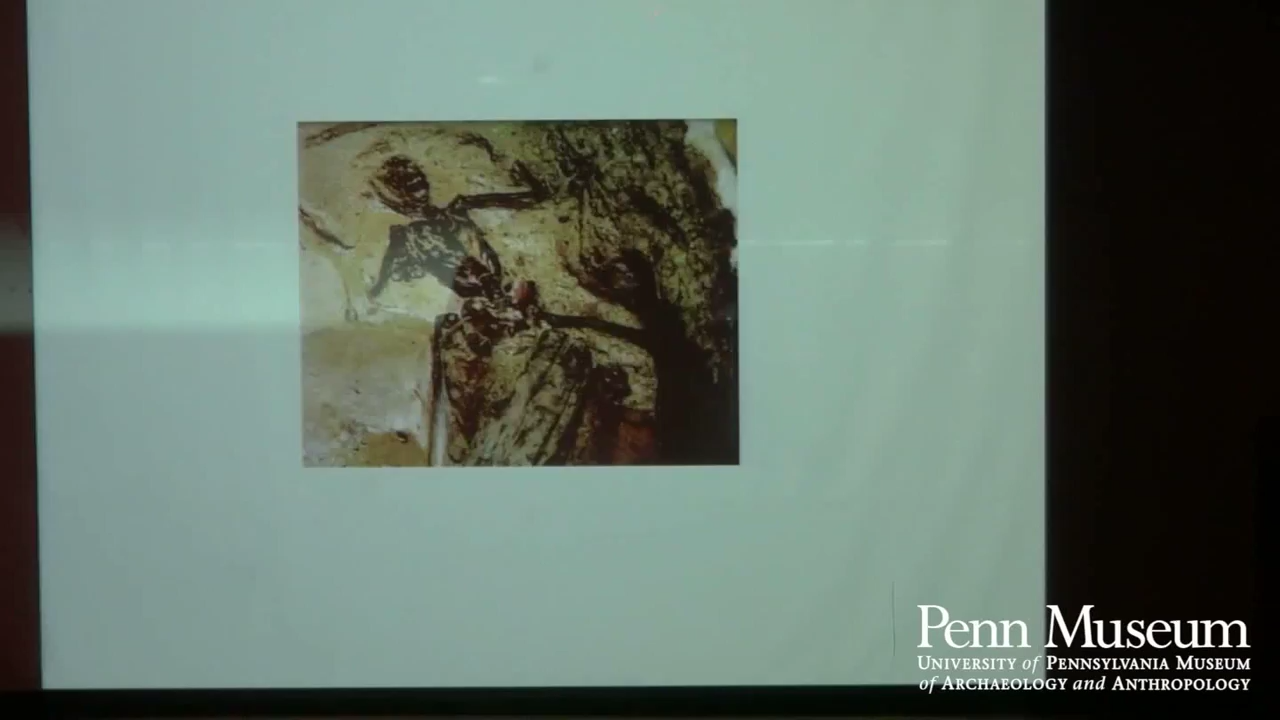 Penn Museum
UNIVERSITY of PENNSYLVANIA MUSEUM
of ARCHAEOLOGY and ANTHROPOLOGY